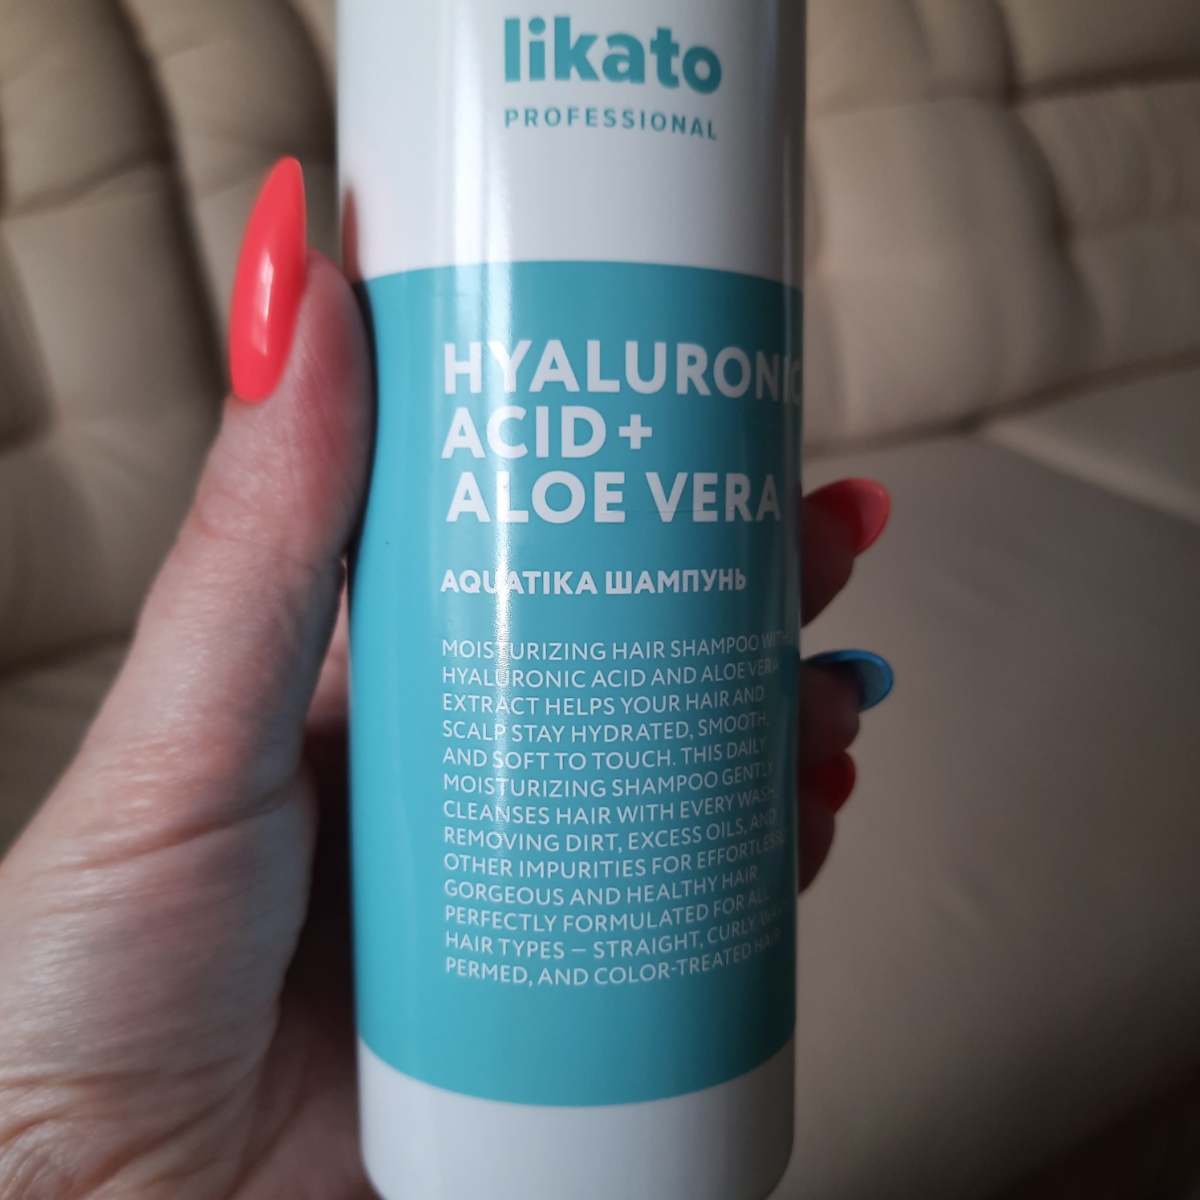 likato
PROFESSIONAL
HYALURONIC
ACID+
ALOE VERA
AQUATIKA ШАМПУНЬ
MOISTURIZING HAIR SHAMPOO WITH
HYALURONIC ACID AND ALOE VERA
EXTRACT HELPS YOUR HAIR AND
SCALP STAY HYDRATED, SMOOTH,
AND SOFT TO TOUCH. THIS DAILY
MOISTURIZING SHAMPOO GENTLY
CLEANSES HAIR WITH EVERY WASH,
REMOVING DIRT, EXCESS OILS, AND
OTHER IMPURITIES FOR EFFORTLESSLY
GORGEOUS AND HEALTHY HAIR
PERFECTLY FORMULATED FOR ALL
HAIR TYPES – STRAIGHT, CURLY,
PERMED, AND COLOR-TREATED HAIR